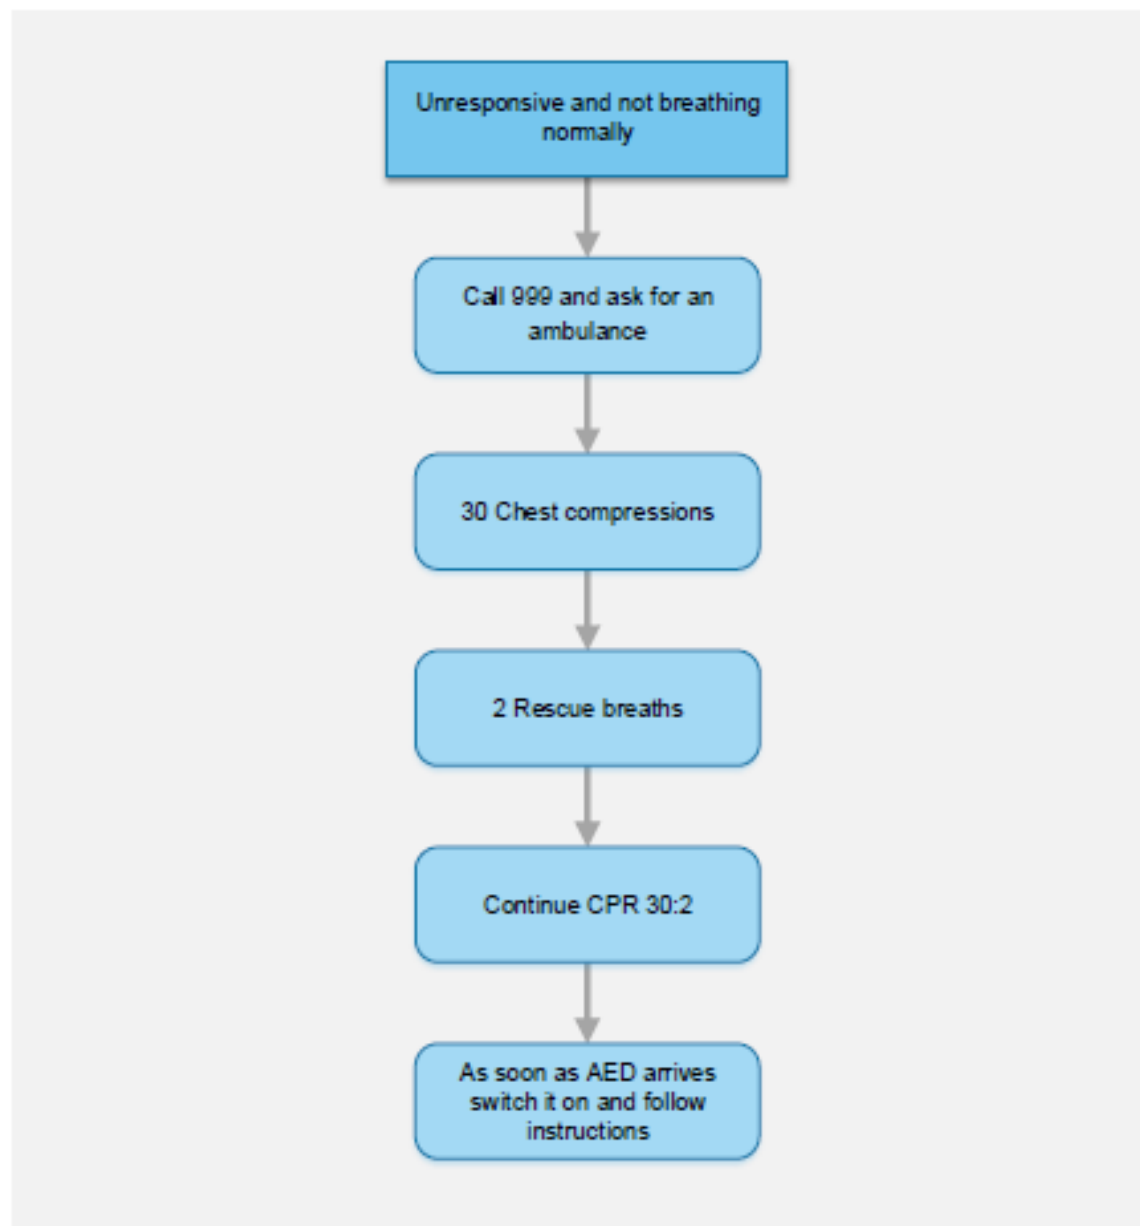 Unresponsive and not breathing
normally
Call 999 and ask for an
ambulance
30 Chest compressions
2 Rescue breaths
Continue CPR 30:2
As soon as AED arrives
switch it on and follow
instructions